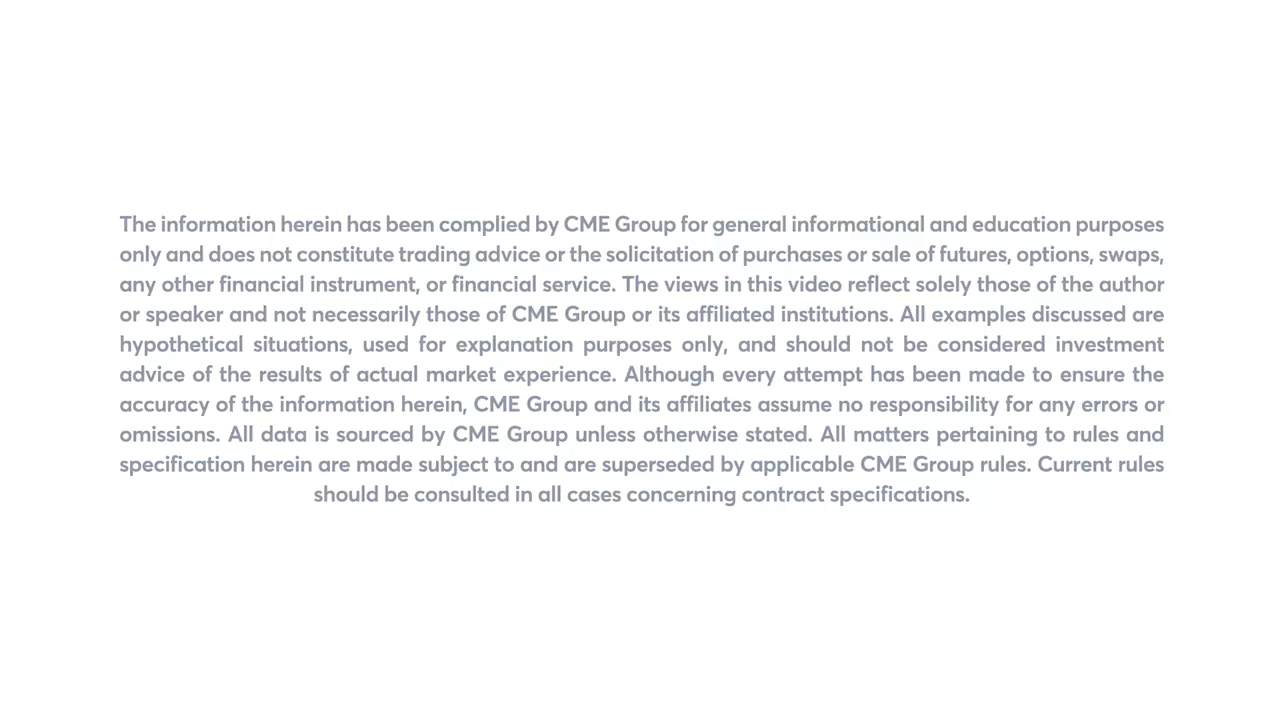 The information herein has been complied by CME Group for general informational and education purposes
only and does not constitute trading advice or the solicitation of purchases or sale of futures, options, swaps,
any other financial instrument, or financial service. The views in this video reflect solely those of the author
or speaker and not necessarily those of CME Group or its affiliated institutions. All examples discussed are
hypothetical situations, used for explanation purposes only, and should not be considered investment
advice of the results of actual market experience. Although every attempt has been made to ensure the
accuracy of the information herein, CME Group and its affiliates assume no responsibility for any errors or
omissions. All data is sourced by CME Group unless otherwise stated. All matters pertaining to rules and
specification herein are made subject to and are superseded by applicable CME Group rules. Current rules
should be consulted in all cases concerning contract specifications.